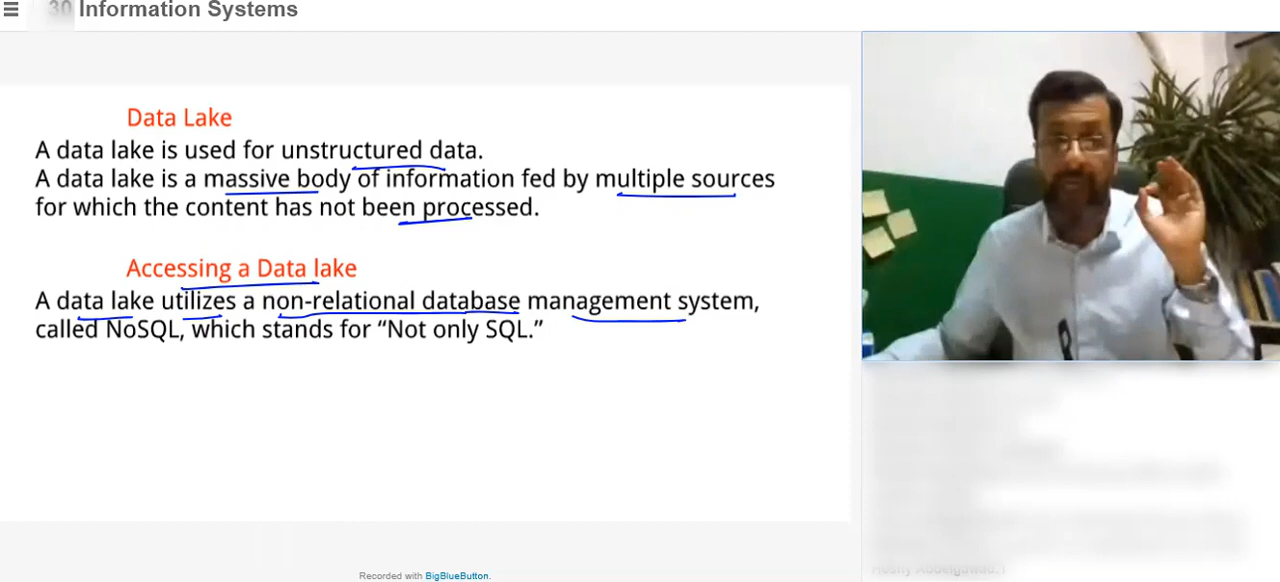 30 Information Systems
Data Lake
A data lake is used for unstructured data.
A data lake is a massive body of information fed by multiple sources
for which the content has not been processed.
Accessing a Data lake
A data lake utilizes a non-relational database management system,
called NoSQL, which stands for “Not only SQL.”
Recorded with BigBlueButton.